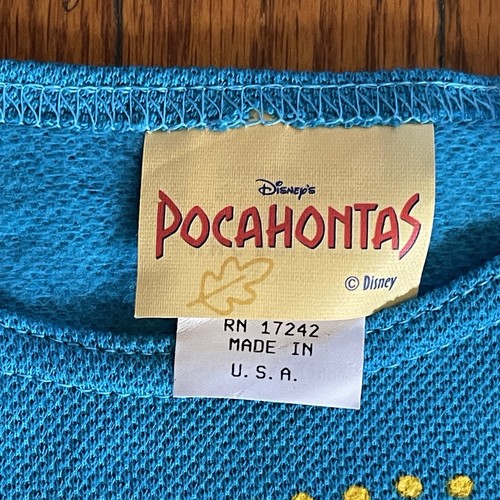 Disney's
POCAHONTAS
© Disney
RN 17242
MADE IN
U.S.A.